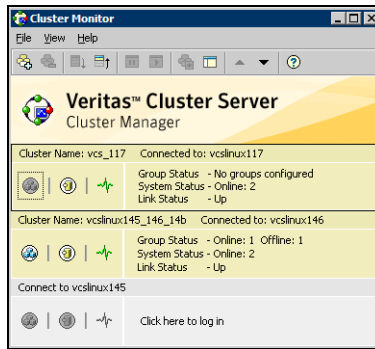 Cluster Monitor
File View Help
Veritas™ Cluster Server
Cluster Manager
Cluster Name: vcs_117 Connected to: vcslinux117
Group Status - No groups configured
System Status - Online: 2
Link Status - Up
Cluster Name: vcslinux145_146_14b Connected to: vcslinux146
Group Status - Online: 1 Offline: 1
System Status - Online: 2
Link Status - Up
Connect to vcslinux145
Click here to log in